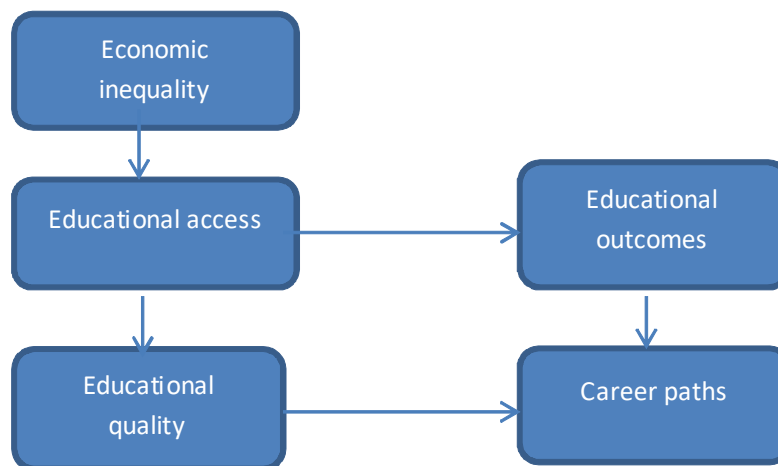 Economic
inequality
Educational access
Educational
outcomes
Educational
quality
Career paths